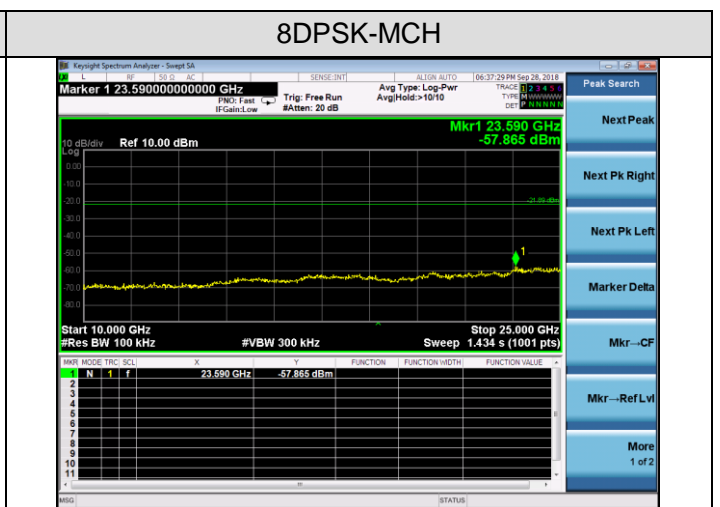 8DPSK-MCH
Keysight Spectrum Analyzer - Swept SA
L RF 50 Ω AC SENSE:INT ALIGN AUTO 06:37:29 PM Sep 28, 2018
Marker 1 23.590000000000 GHz
PNO: Fast
IFGain:Low
Trig: Free Run
#Atten: 20 dB
Avg Type: Log-Pwr
Avg|Hold:>10/10
TRACE 1 2 3 4 5 6
TYPE M WWWWW
DET P N N N N N
Peak Search
Next Peak
Next Pk Right
Next Pk Left
Marker Delta
Mkr→CF
Mkr→Ref Lvl
More
1 of 2
Mkr1 23.590 GHz
-57.865 dBm
10 dB/div Ref 10.00 dBm
Log
0.00
-10.0
-20.0
-30.0
-40.0
-50.0
-60.0
-70.0
-80.0
1
Start 10.000 GHz Stop 25.000 GHz
#Res BW 100 kHz #VBW 300 kHz Sweep 1.434 s (1001 pts)
MKR MODE TRC SCL X Y FUNCTION FUNCTION WIDTH FUNCTION VALUE
1 N 1 f 23.590 GHz -57.865 dBm
2
3
4
5
6
7
8
9
10
11
MSG STATUS